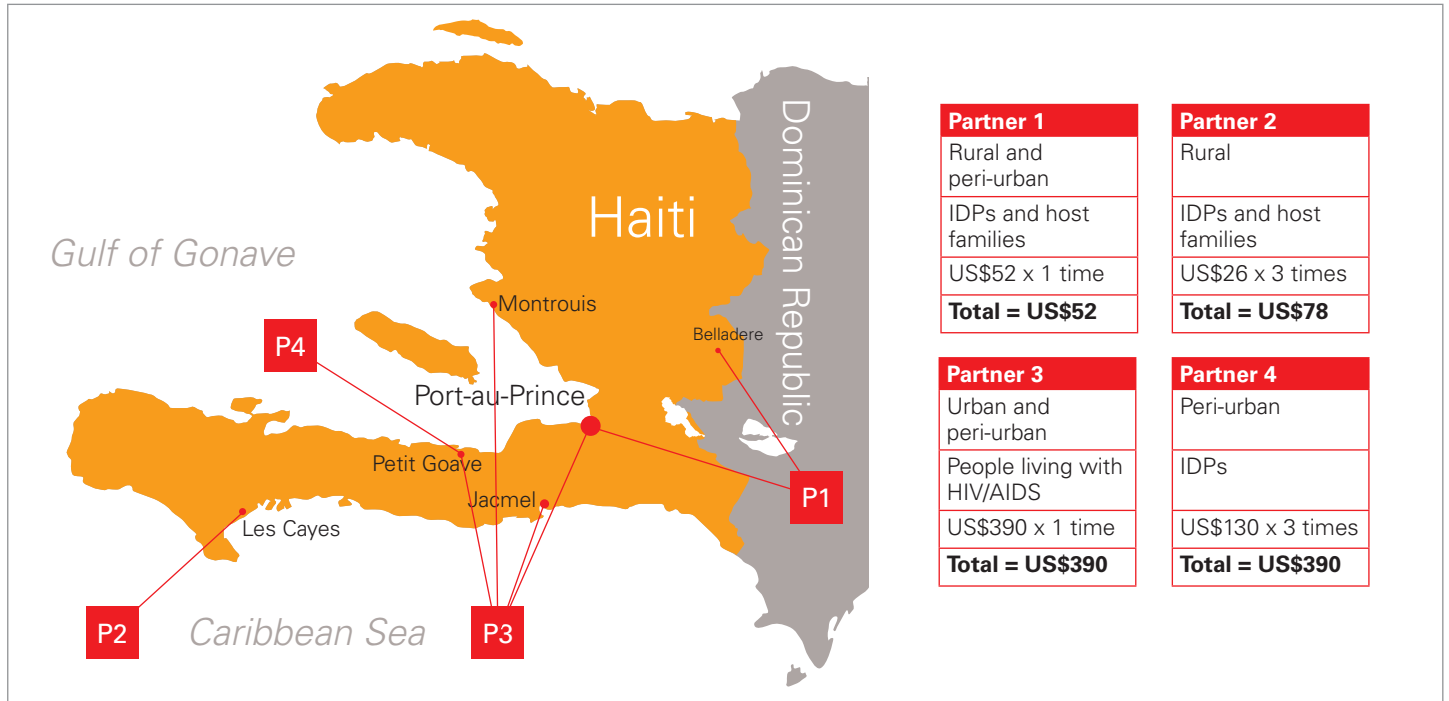 Dominican Republic
Haiti
Gulf of Gonave
Montrouis
Belladere
P4
Port-au-Prince
Petit Goave
Jacmel
P1
Les Cayes
P2
Caribbean Sea
P3
Partner 1
Rural and
peri-urban
IDPs and host
families
US$52 x 1 time
Total = US$52
Partner 2
Rural
IDPs and host
families
US$26 x 3 times
Total = US$78
Partner 3
Urban and
peri-urban
People living with
HIV/AIDS
US$390 x 1 time
Total = US$390
Partner 4
Peri-urban
IDPs
US$130 x 3 times
Total = US$390